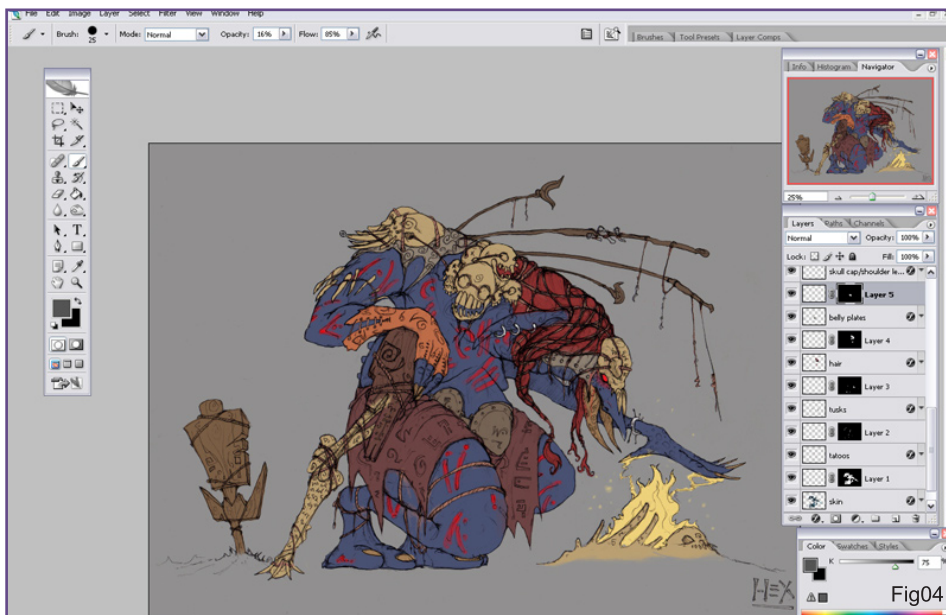 File Edit Image Layer Select Filter View Window Help
Brush: 25 Mode: Normal Opacity: 16% Flow: 85%
Brushes Tool Presets Layer Comps
Info Histogram Navigator
25%
Layers Paths Channels
Normal Opacity: 100%
Lock: Fill: 100%
skull cap/shoulder le...
Layer 5
belly plates
Layer 4
hair
Layer 3
tusks
Layer 2
tatoos
Layer 1
skin
Color Swatches Styles
K 75 %
HEX
Fig04